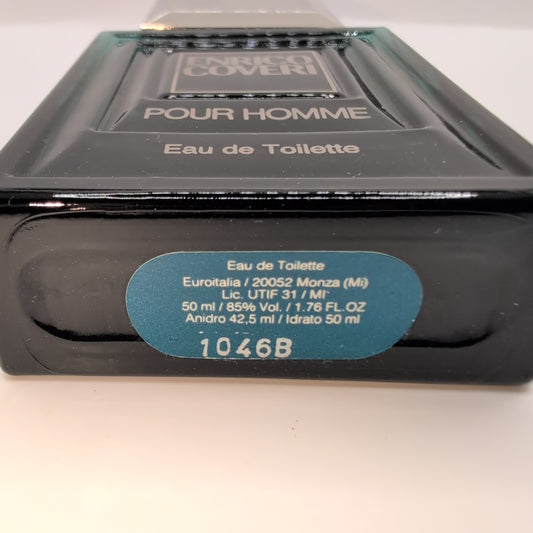 ENRICO
COVERI
POUR HOMME
Eau de Toilette
Eau de Toilette
Euroitalia / 20052 Monza (Mi)
Lic. UTIF 31 / MI
50 ml / 85% Vol. / 1.76 FL.OZ
Anidro 42,5 ml / Idrato 50 ml
1046B